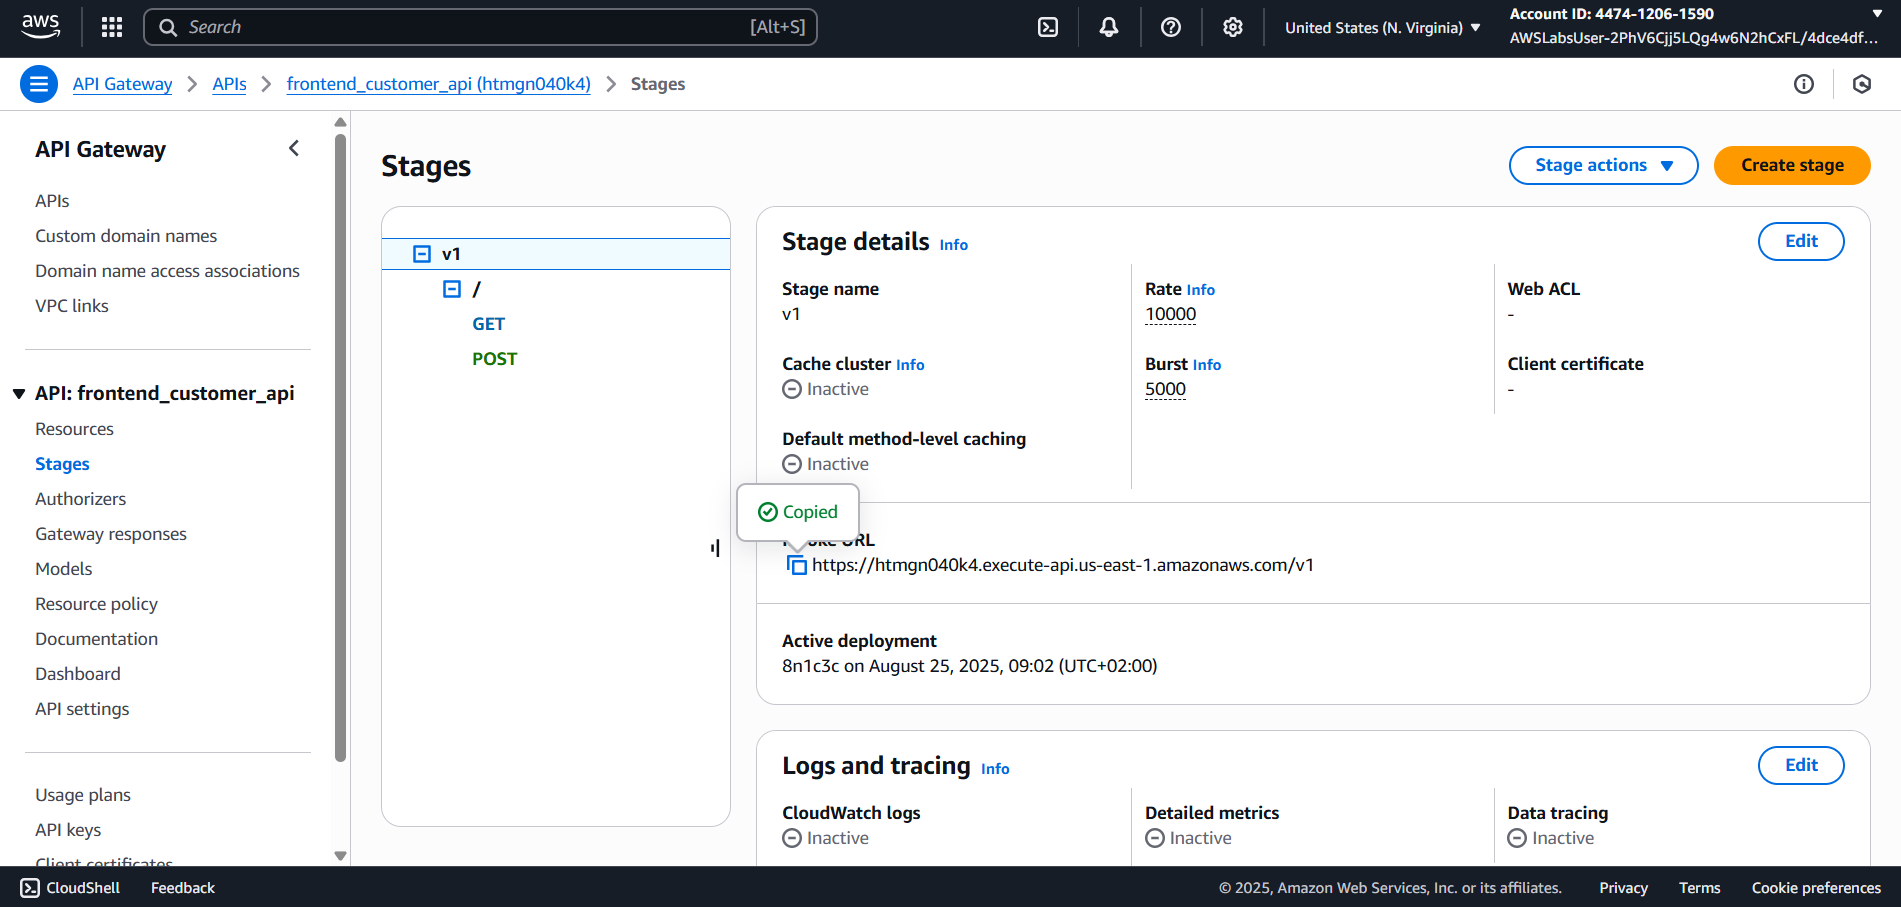 aws
Search
[Alt+S]
United States (N. Virginia)
Account ID: 4474-1206-1590
AWSLabsUser-2PhV6Cjj5LQg4w6N2hCxFL/4dce4df...
API Gateway
APIs
frontend_customer_api (htmgn040k4)
Stages
API Gateway
APIs
Custom domain names
Domain name access associations
VPC links
API: frontend_customer_api
Resources
Stages
Authorizers
Gateway responses
Models
Resource policy
Documentation
Dashboard
API settings
Usage plans
API keys
Client certificates
Stages
Stage actions
Create stage
v1
/
GET
POST
Stage details Info
Edit
Stage name
v1
Rate Info
10000
Web ACL
-
Cache cluster Info
Inactive
Burst Info
5000
Client certificate
-
Default method-level caching
Inactive
Copied
URL
https://htmgn040k4.execute-api.us-east-1.amazonaws.com/v1
Active deployment
8n1c3c on August 25, 2025, 09:02 (UTC+02:00)
Logs and tracing Info
Edit
CloudWatch logs
Inactive
Detailed metrics
Inactive
Data tracing
Inactive
CloudShell
Feedback
© 2025, Amazon Web Services, Inc. or its affiliates.
Privacy
Terms
Cookie preferences